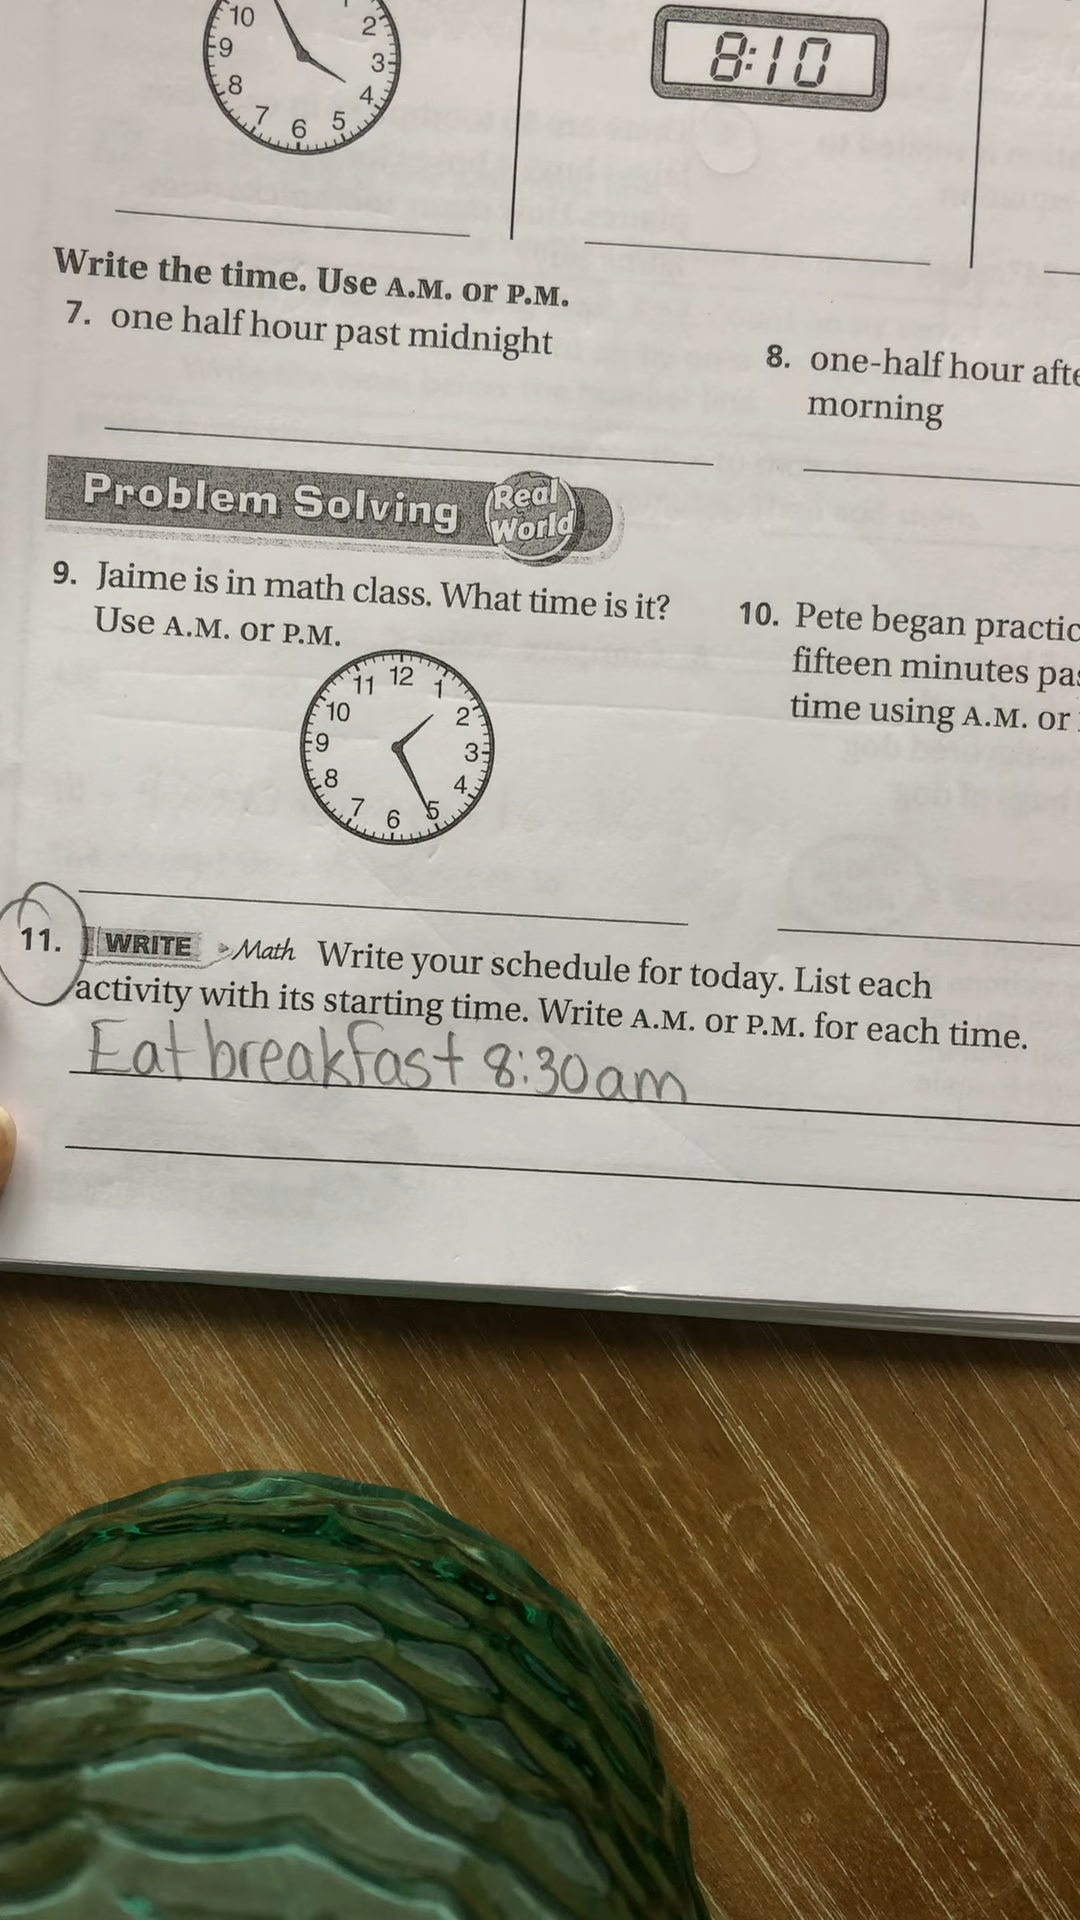 10 2
9 3
8 4
7 6 5
8:10
Write the time. Use A.M. or P.M.
7. one half hour past midnight
8. one-half hour
morning
Problem Solving Real World
9. Jaime is in math class. What time is it?
Use A.M. or P.M.
10. Pete began
fifteen minutes
time using A.M. or
11 12 1
10 2
9 3
8 4
7 6 5
11. WRITE Math Write your schedule for today. List each
activity with its starting time. Write A.M. or P.M. for each time.
Eat breakfast 8:30am